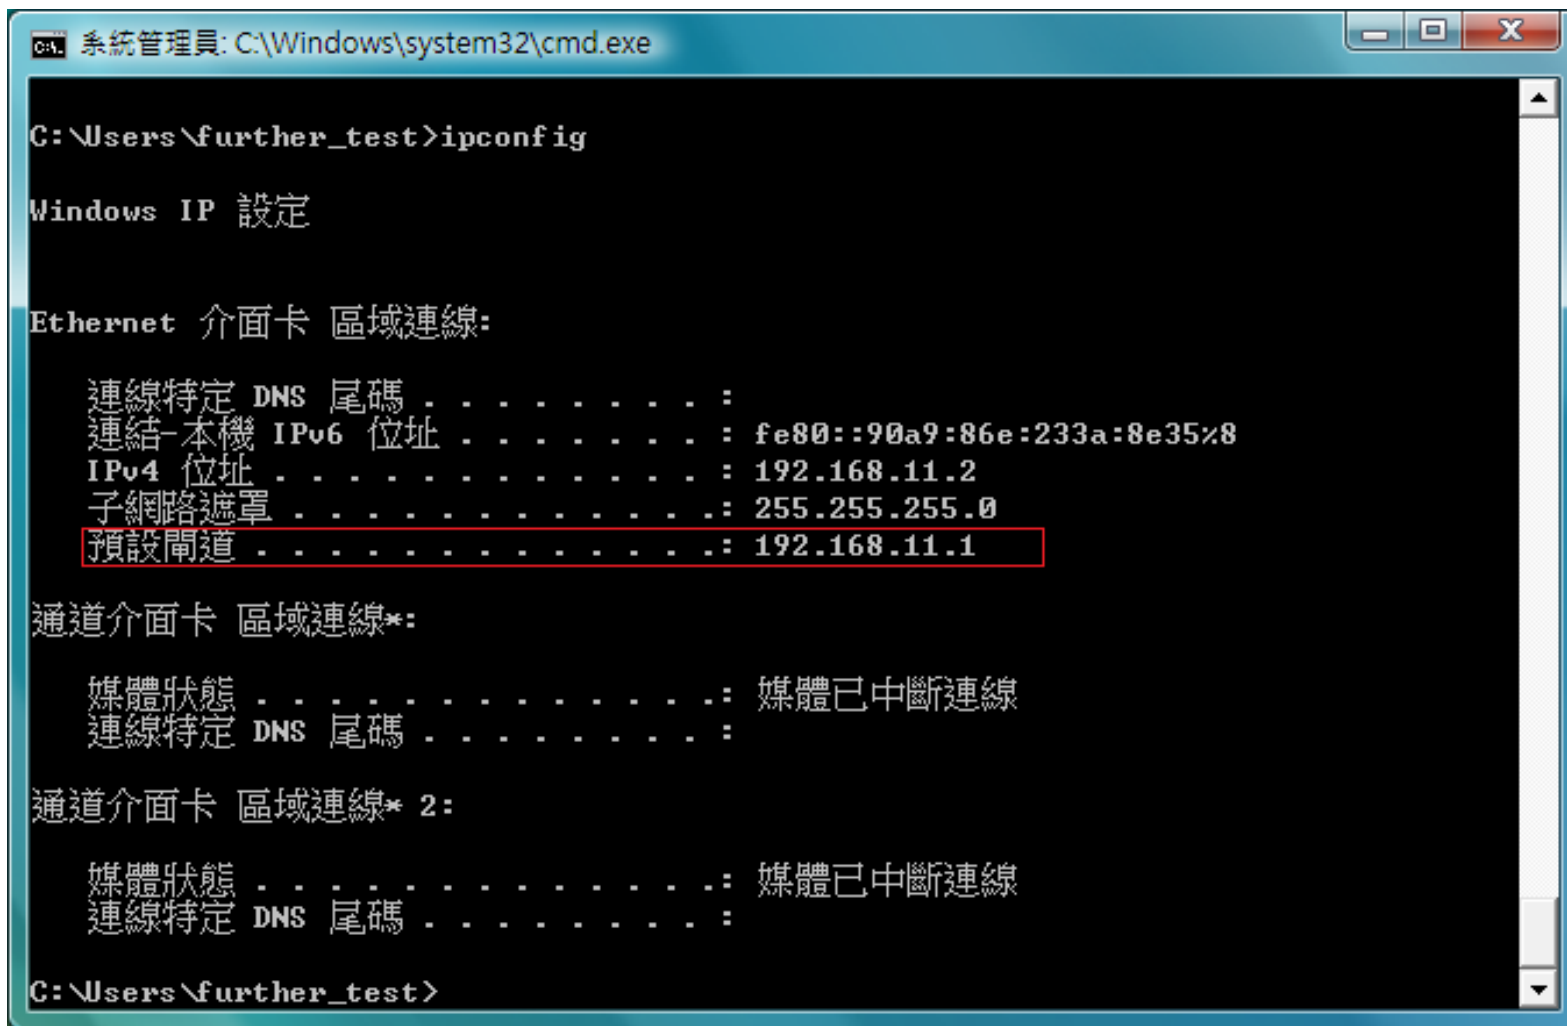 系統管理員: C:\Windows\system32\cmd.exe
C:\Users\further_test>ipconfig
Windows IP 設定
Ethernet 介面卡 區域連線:
連線特定 DNS 尾碼 . . . . . . . . :
連結-本機 IPv6 位址 . . . . . . . : fe80::90a9:86e:233a:8e35%8
IPv4 位址 . . . . . . . . . . . . : 192.168.11.2
子網路遮罩 . . . . . . . . . . . .: 255.255.255.0
預設閘道 . . . . . . . . . . . . .: 192.168.11.1
通道介面卡 區域連線*:
媒體狀態 . . . . . . . . . . . . .: 媒體已中斷連線
連線特定 DNS 尾碼 . . . . . . . . :
通道介面卡 區域連線* 2:
媒體狀態 . . . . . . . . . . . . .: 媒體已中斷連線
連線特定 DNS 尾碼 . . . . . . . . :
C:\Users\further_test>